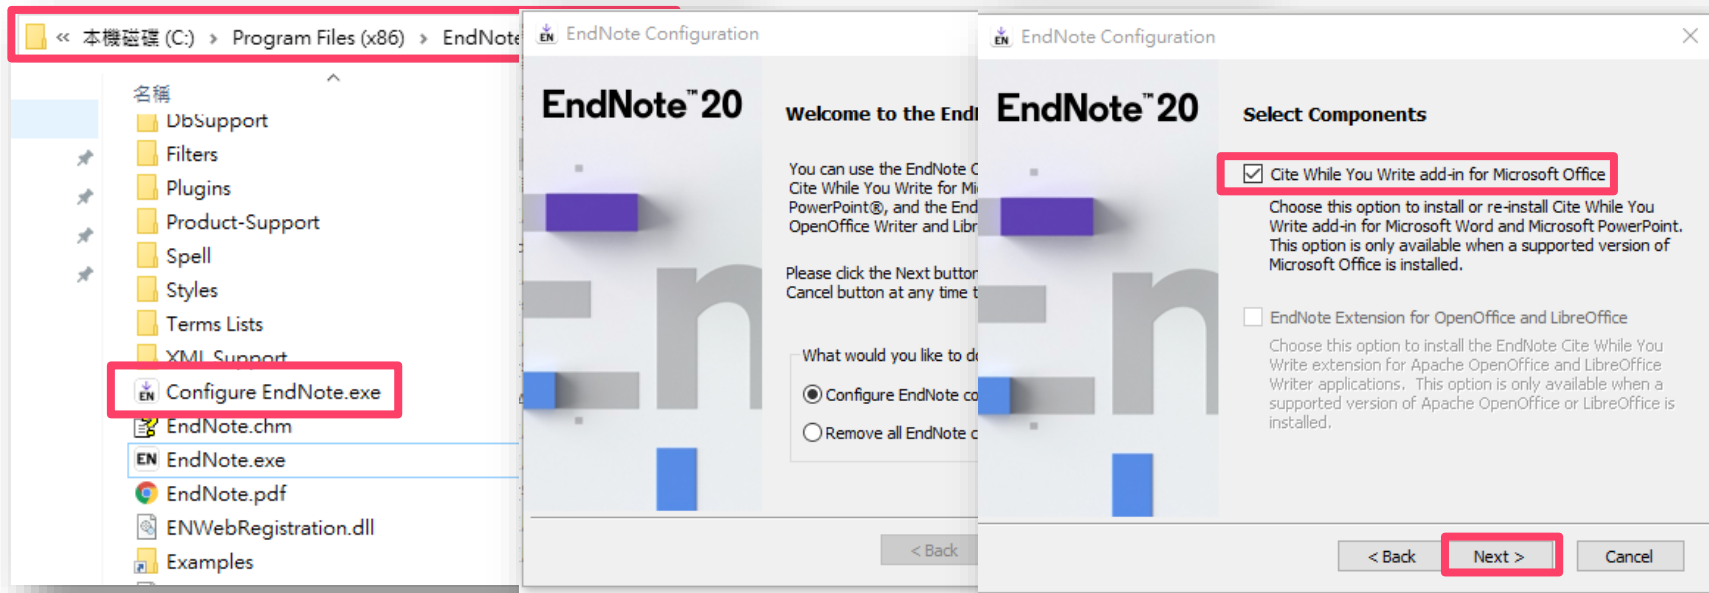 « 本機磁碟 (C:) › Program Files (x86) › EndNote
名稱
DbSupport
Filters
Plugins
Product-Support
Spell
Styles
Terms Lists
XML Support
Configure EndNote.exe
EndNote.chm
EN EndNote.exe
EndNote.pdf
ENWebRegistration.dll
Examples
EN EndNote Configuration
EndNote™ 20
Welcome to the End
You can use the EndNote C
Cite While You Write for Mi
PowerPoint®, and the End
OpenOffice Writer and Libr
Please click the Next button
Cancel button at any time t
What would you like to d
Configure EndNote co
Remove all EndNote c
< Back
EN EndNote Configuration
EndNote™ 20
Select Components
Cite While You Write add-in for Microsoft Office
Choose this option to install or re-install Cite While You
Write add-in for Microsoft Word and Microsoft PowerPoint.
This option is only available when a supported version of
Microsoft Office is installed.
EndNote Extension for OpenOffice and LibreOffice
Choose this option to install the EndNote Cite While You
Write extension for Apache OpenOffice and LibreOffice
Writer applications. This option is only available when a
supported version of Apache OpenOffice or LibreOffice is
installed.
< Back Next > Cancel